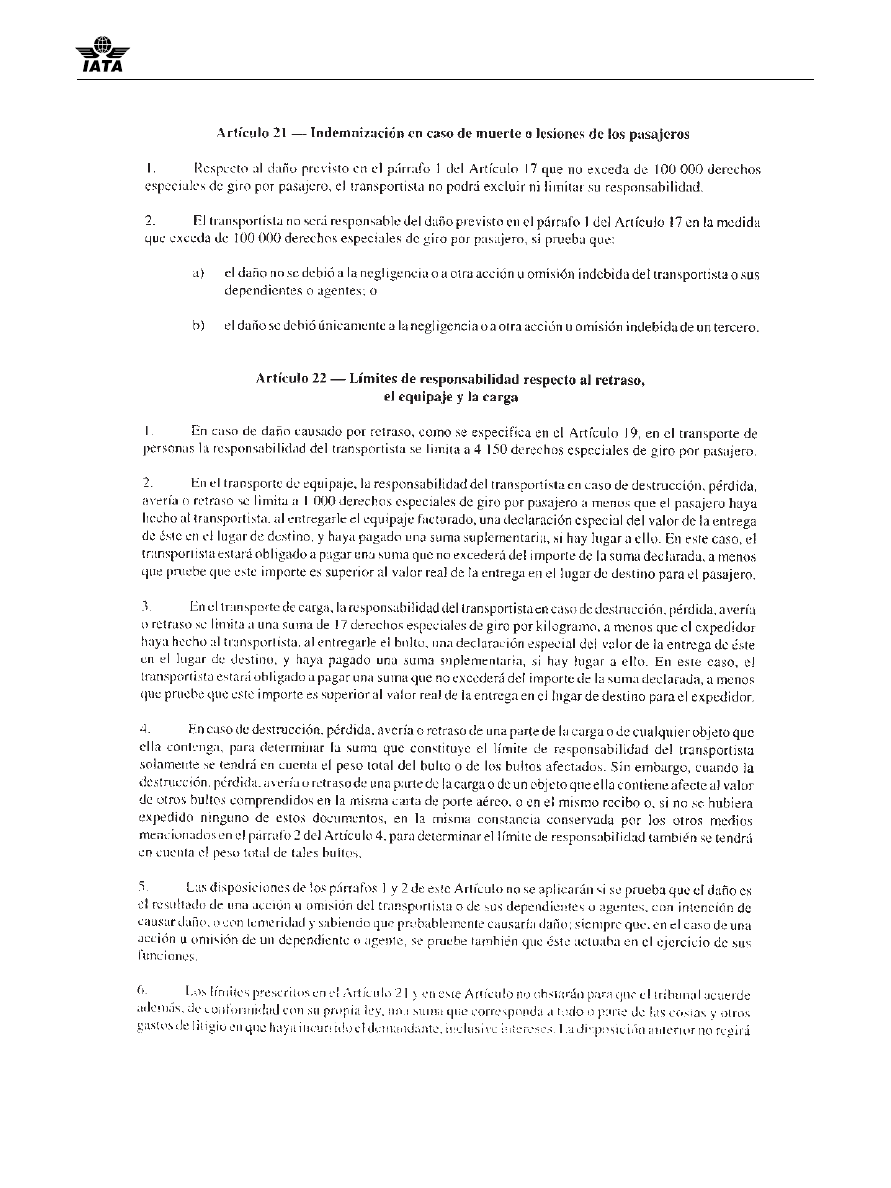 IATA
Artículo 21 — Indemnización en caso de muerte o lesiones de los pasajeros
1. Respecto al daño previsto en el párrafo 1 del Artículo 17 que no exceda de 100 000 derechos
especiales de giro por pasajero, el transportista no podrá excluir ni limitar su responsabilidad.
2. El transportista no será responsable del daño previsto en el párrafo 1 del Artículo 17 en la medida
que exceda de 100 000 derechos especiales de giro por pasajero, si prueba que:
a) el daño no se debió a la negligencia o a otra acción u omisión indebida del transportista o sus
dependientes o agentes; o
b) el daño se debió únicamente a la negligencia o a otra acción u omisión indebida de un tercero.
Artículo 22 — Límites de responsabilidad respecto al retraso,
el equipaje y la carga
1. En caso de daño causado por retraso, como se especifica en el Artículo 19, en el transporte de
personas la responsabilidad del transportista se limita a 4 150 derechos especiales de giro por pasajero.
2. En el transporte de equipaje, la responsabilidad del transportista en caso de destrucción, pérdida,
avería o retraso se limita a 1 000 derechos especiales de giro por pasajero a menos que el pasajero haya
hecho al transportista, al entregarle el equipaje facturado, una declaración especial del valor de la entrega
de éste en el lugar de destino, y haya pagado una suma suplementaria, si hay lugar a ello. En este caso, el
transportista estará obligado a pagar una suma que no excederá del importe de la suma declarada, a menos
que pruebe que este importe es superior al valor real de la entrega en el lugar de destino para el pasajero.
3. En el transporte de carga, la responsabilidad del transportista en caso de destrucción, pérdida, avería
o retraso se limita a una suma de 17 derechos especiales de giro por kilogramo, a menos que el expedidor
haya hecho al transportista, al entregarle el bulto, una declaración especial del valor de la entrega de éste
en el lugar de destino, y haya pagado una suma suplementaria, si hay lugar a ello. En este caso, el
transportista estará obligado a pagar una suma que no excederá del importe de la suma declarada, a menos
que pruebe que este importe es superior al valor real de la entrega en el lugar de destino para el expedidor.
4. En caso de destrucción, pérdida, avería o retraso de una parte de la carga o de cualquier objeto que
ella contenga, para determinar la suma que constituye el límite de responsabilidad del transportista
solamente se tendrá en cuenta el peso total del bulto o de los bultos afectados. Sin embargo, cuando la
destrucción, pérdida, avería o retraso de una parte de la carga o de un objeto que ella contiene afecte al valor
de otros bultos comprendidos en la misma carta de porte aéreo, o en el mismo recibo o, si no se hubiera
expedido ninguno de estos documentos, en la misma constancia conservada por los otros medios
mencionados en el párrafo 2 del Artículo 4, para determinar el límite de responsabilidad también se tendrá
en cuenta el peso total de tales bultos.
5. Las disposiciones de los párrafos 1 y 2 de este Artículo no se aplicarán si se prueba que el daño es
el resultado de una acción u omisión del transportista o de sus dependientes o agentes, con intención de
causar daño, o con temeridad y sabiendo que probablemente causaría daño; siempre que, en el caso de una
acción u omisión de un dependiente o agente, se pruebe también que éste actuaba en el ejercicio de sus
funciones.
6. Los límites prescritos en el Artículo 21 y en este Artículo no obstarán para que el tribunal acuerde
además, de conformidad con su propia ley, una suma que corresponda a todo o parte de las costas y otros
gastos de litigio en que haya incurrido el demandante, inclusive intereses. La disposición anterior no regirá